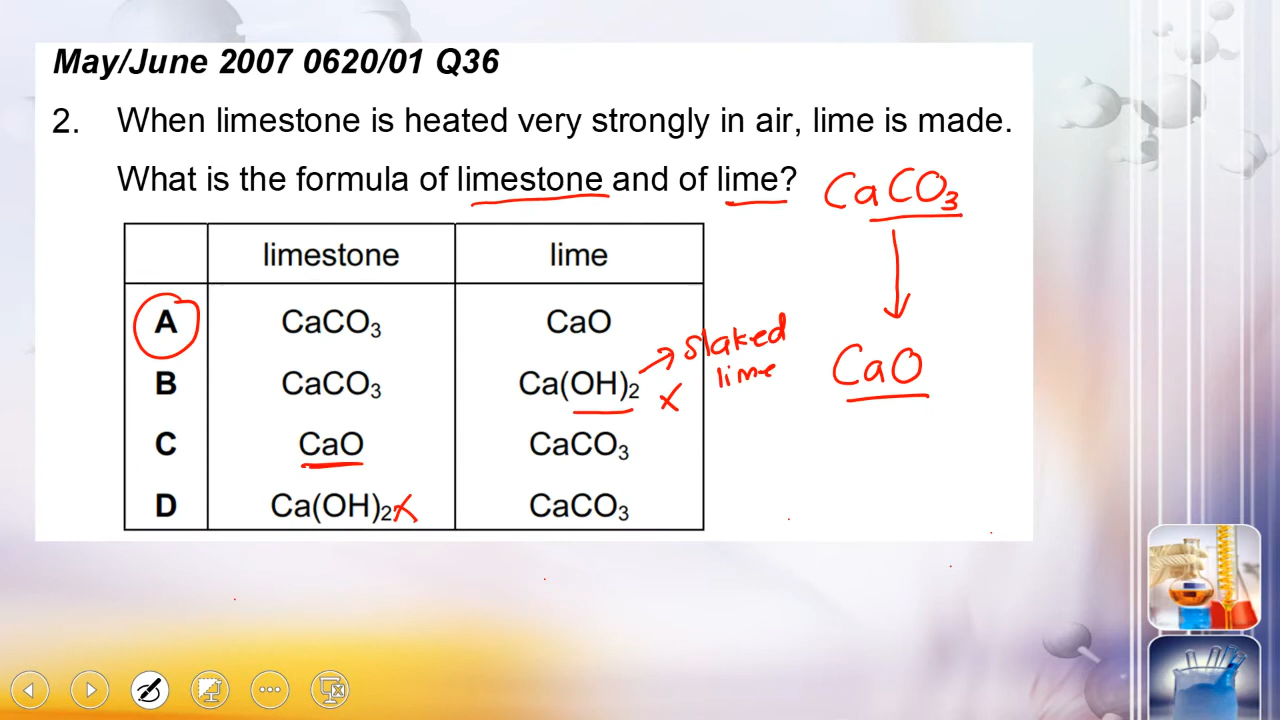 May/June 2007 0620/01 Q36
2. When limestone is heated very strongly in air, lime is made.
What is the formula of limestone and of lime?
CaCO₃
limestone lime
A CaCO₃ CaO
slaked
lime
CaO
B CaCO₃ Ca(OH)₂ x
C CaO CaCO₃
D Ca(OH)₂ x CaCO₃